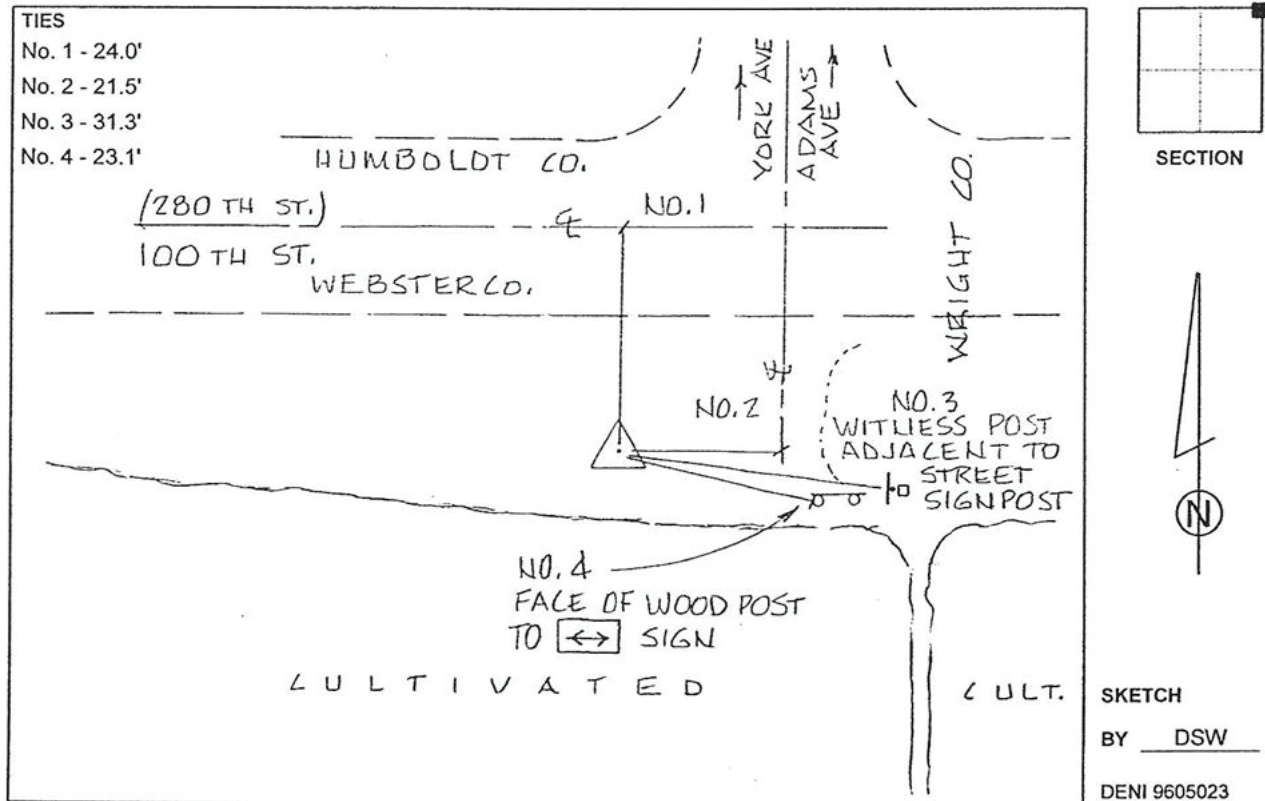 TIES
No. 1 - 24.0'
No. 2 - 21.5'
No. 3 - 31.3'
No. 4 - 23.1'
HUMBOLDT CO.
(280 TH ST.)
100 TH ST.
WEBSTER CO.
℄
NO.1
YORK AVE
ADAMS
AVE
WRIGHT CO.
℄
NO.2
NO.3
WITNESS POST
ADJACENT TO
STREET
SIGNPOST
NO.4
FACE OF WOOD POST
TO ↔ SIGN
CULTIVATED
CULT.
SECTION
N
SKETCH
BY DSW
DENI 9605023